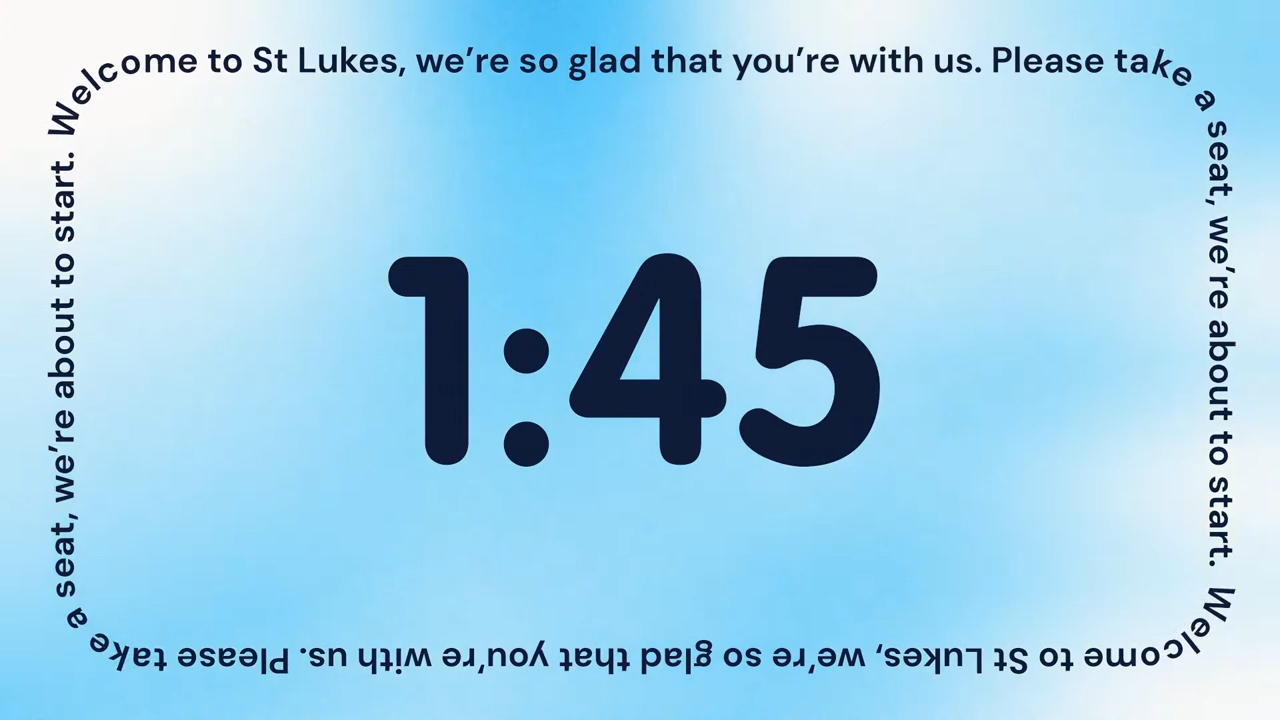 Welcome to St Lukes, we’re so glad that you’re with us. Please take a seat, we’re about to start.
1:45
Welcome to St Lukes, we’re so glad that you’re with us. Please take a seat, we’re about to start.